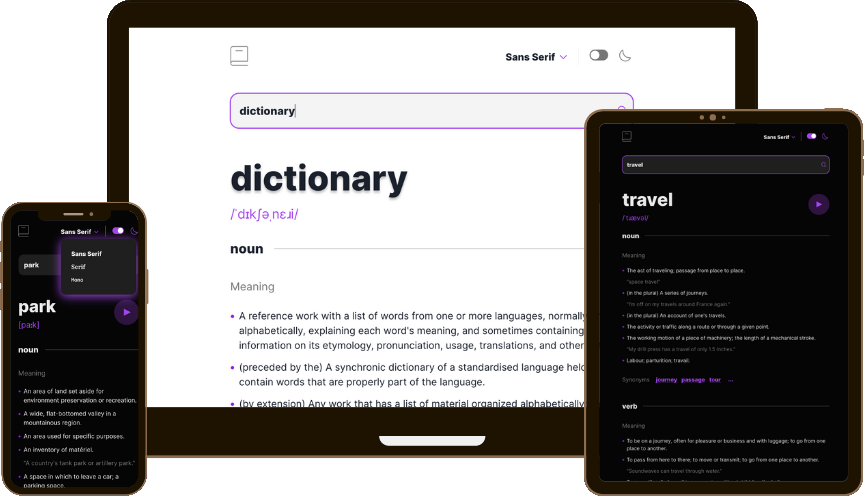 Sans Serif
dictionary
dictionary
/ˈdɪkʃəˌnɛɹi/
noun
Meaning
A reference work with a list of words from one or more languages, normally
alphabetically, explaining each word's meaning, and sometimes containing
information on its etymology, pronunciation, usage, translations, and other
(preceded by the) A synchronic dictionary of a standardised language held
contain words that are properly part of the language.
(by extension) Any work that has a list of material organized alphabetically
Sans Serif
Sans Serif
Serif
Mono
park
park
[pɑːk]
noun
Meaning
An area of land set aside for
environment preservation or recreation.
A wide, flat-bottomed valley in a
mountainous region.
An area used for specific purposes.
An inventory of matériel.
"A country's tank park or artillery park."
A space in which to leave a car; a
parking space.
Sans Serif
travel
travel
/ˈtɹævəl/
noun
Meaning
The act of traveling; passage from place to place.
"space travel"
(in the plural) A series of journeys.
"I'm off on my travels around France again."
(in the plural) An account of one's travels.
The activity or traffic along a route or through a given point.
The working motion of a piece of machinery; the length of a mechanical stroke.
"My drill press has a travel of only 1.5 inches."
Labour; parturition; travail.
Synonyms journey passage tour ...
verb
Meaning
To be on a journey, often for pleasure or business and with luggage; to go from one
place to another.
To pass from here to there; to move or transmit; to go from one place to another.
"Soundwaves can travel through water."